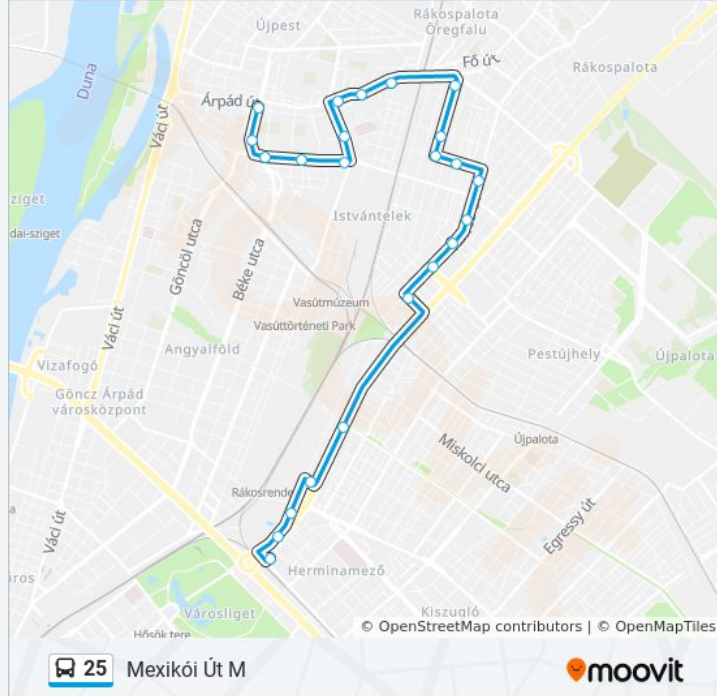 Rákospalota
Öregfalu
Újpest
Fő út
Rákospalota
Duna
Árpád út
Váci út
sziget
dai-sziget
Istvántelek
Göncöl utca
Béke utca
Vasútmúzeum
Vasúttörténeti Park
Váci út
Angyalföld
Pestújhely
Újpalota
Vizafogó
Göncz Árpád
városközpont
Újpalota
Miskolci utca
Rákosrende
Váci út
Egressy út
Herminamező
Városliget
Kiszugló
Hősök tere
© OpenStreetMap contributors | © OpenMapTiles
25 Mexikói Út M
moovit